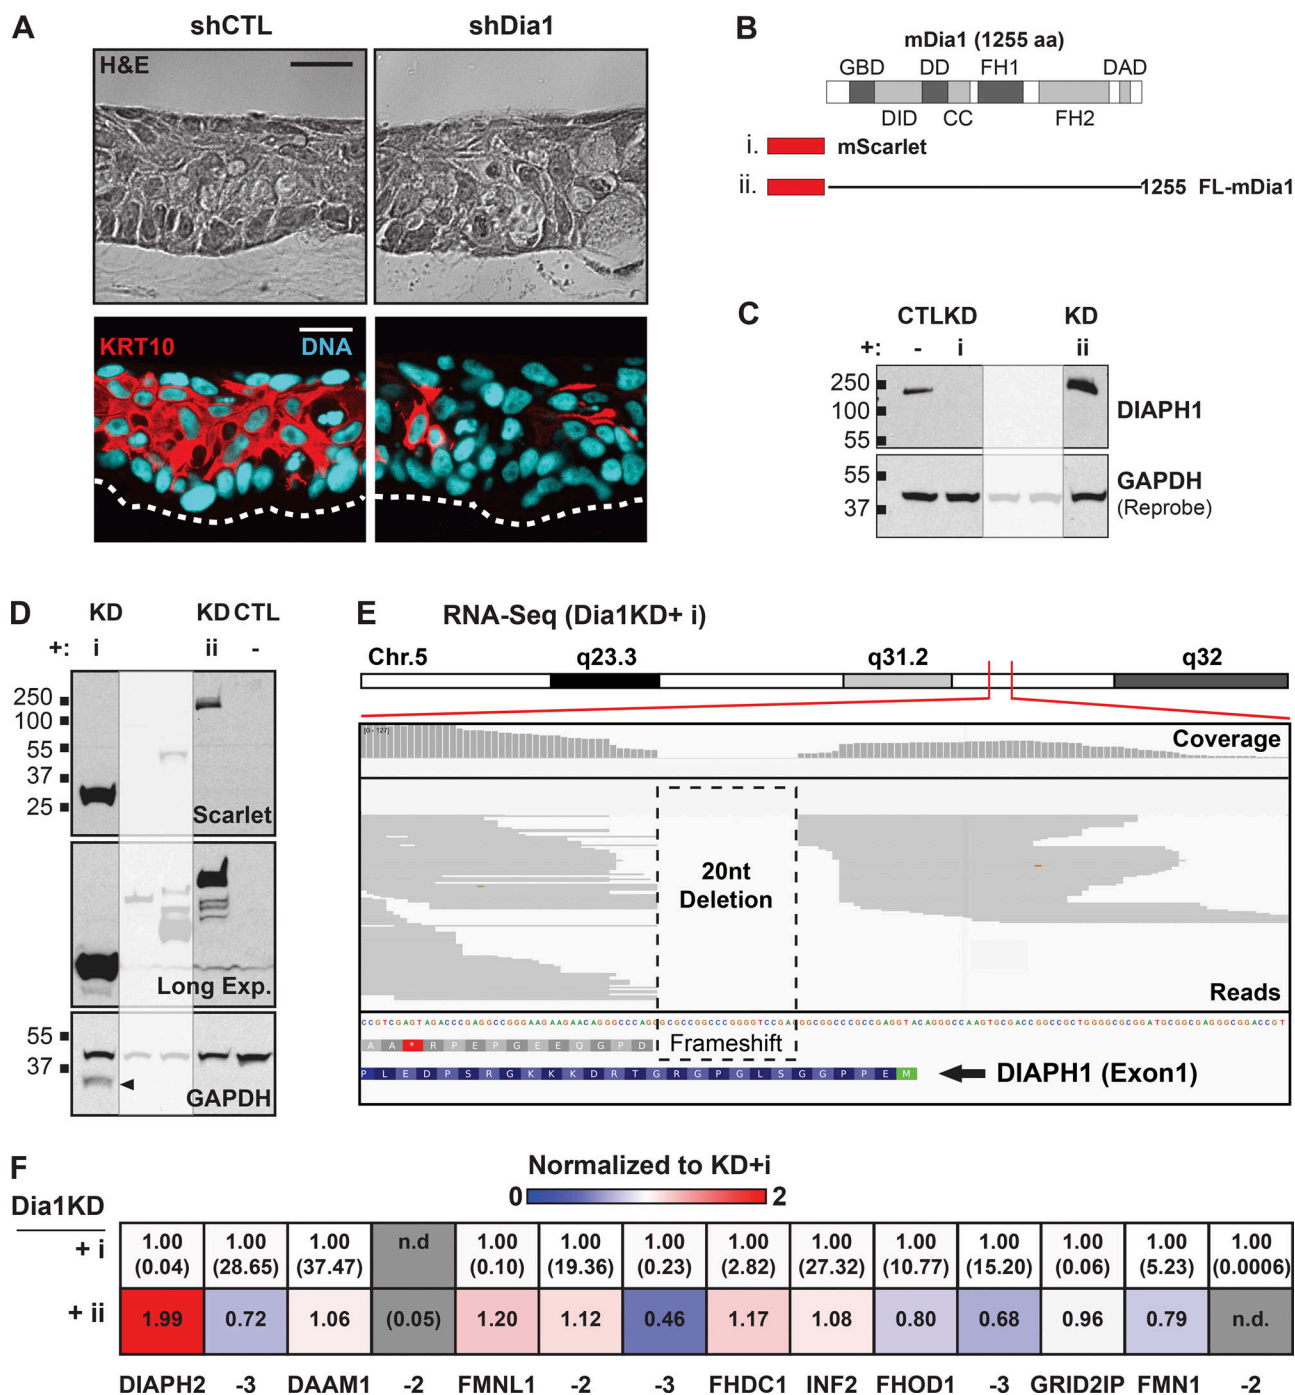 A
shCTL
shDia1
H&E
KRT10
DNA
B
mDia1 (1255 aa)
GBD DD FH1 DAD
DID CC FH2
i. mScarlet
ii. 1255 FL-mDia1
C
CTL KD KD
+: - i ii
250
100
55
DIAPH1
55
37
GAPDH
(Reprobe)
D
KD KD CTL
+: i ii -
250
100
55
37
25
Scarlet
Long Exp.
55
37
GAPDH
E
RNA-Seq (Dia1KD+ i)
Chr.5 q23.3 q31.2 q32
[0 - 127]
Coverage
20nt
Deletion
Reads
CCGTCGAGTAGACCCGAGGCCGGGAAGAAGAACAGGGCCCAGGGCGCCGGCCCGGGGTCCGAGGGCGGCCCGCCGAGGTACAGGGCCAAGTGCGACCGGCCGCTGGGGCGCGGATGCGGCGAGGGCGGACCGT
A A * R P E P G E E Q G P D
Frameshift
P L E D P S R G K K K D R T G R G P G L S G G P P E M
DIAPH1 (Exon1)
F
Normalized to KD+i
0 2
Dia1KD
+ i
1.00 1.00 1.00 n.d 1.00 1.00 1.00 1.00 1.00 1.00 1.00 1.00 1.00 1.00
(0.04) (28.65) (37.47) (0.10) (19.36) (0.23) (2.82) (27.32) (10.77) (15.20) (0.06) (5.23) (0.0006)
+ ii 1.99 0.72 1.06 (0.05) 1.20 1.12 0.46 1.17 1.08 0.80 0.68 0.96 0.79 n.d.
DIAPH2 -3 DAAM1 -2 FMNL1 -2 -3 FHDC1 INF2 FHOD1 -3 GRID2IP FMN1 -2